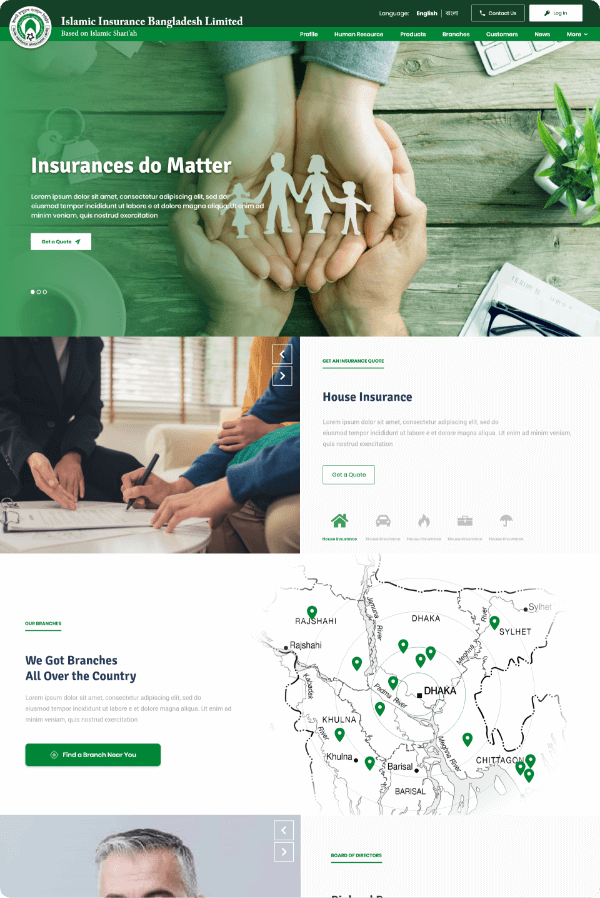 Islamic Insurance Bangladesh Limited
Based on Islamic Shari'ah
Language: English বাংলা Contact Us Log In
Profile Human Resource Products Branches Customers News More
Insurances do Matter
Lorem ipsum dolor sit amet, consectetur adipiscing elit, sed do
eiusmod tempor incididunt ut labore e et dolore magna aliqua. Ut enim ad
minim veniam, quis nostrud exercitation
Get a Quote
GET AN INSURANCE QUOTE
House Insurance
Lorem ipsum dolor sit amet, consectetur adipiscing elit, sed do
eiusmod tempor incididunt ut labore e et dolore magna aliqua. Ut enim ad minim veniam,
quis nostrud exercitation
Get a Quote
House Insurance House Insurance House Insurance House Insurance House Insurance
OUR BRANCHES
We Got Branches
All Over the Country
Lorem ipsum dolor sit amet, consectetur adipiscing elit, sed do
eiusmod tempor incididunt ut labore e et dolore magna aliqua. Ut enim ad
minim veniam, quis nostrud exercitation
Find a Branch Near You
RAJSHAHI
Rajshahi
Jamuna River
DHAKA
Meghna River
Sylhet
SYLHET
Padma River
DHAKA
KHULNA
River
Khulna
Barisal
BARISAL
Meghna River
CHITTAGON
BOARD OF DIRECTORS